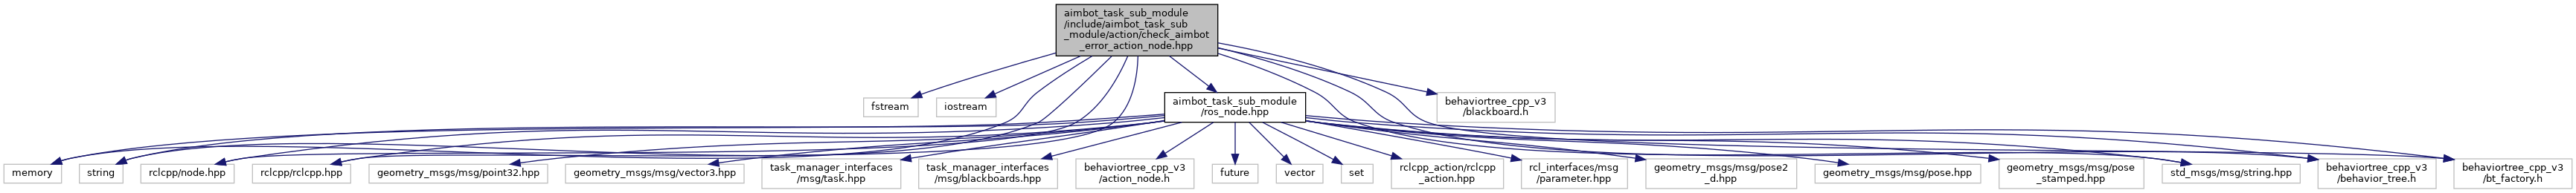 aimbot_task_sub_module
/include/aimbot_task_sub
_module/action/check_aimbot
_error_action_node.hpp
fstream
iostream
aimbot_task_sub_module
/ros_node.hpp
behaviortree_cpp_v3
/blackboard.h
memory
string
rclcpp/node.hpp
rclcpp/rclcpp.hpp
geometry_msgs/msg/point32.hpp
geometry_msgs/msg/vector3.hpp
task_manager_interfaces
/msg/task.hpp
task_manager_interfaces
/msg/blackboards.hpp
behaviortree_cpp_v3
/action_node.h
future
vector
set
rclcpp_action/rclcpp
_action.hpp
rcl_interfaces/msg
/parameter.hpp
geometry_msgs/msg/pose2
_d.hpp
geometry_msgs/msg/pose.hpp
geometry_msgs/msg/pose
_stamped.hpp
std_msgs/msg/string.hpp
behaviortree_cpp_v3
/behavior_tree.h
behaviortree_cpp_v3
/bt_factory.h